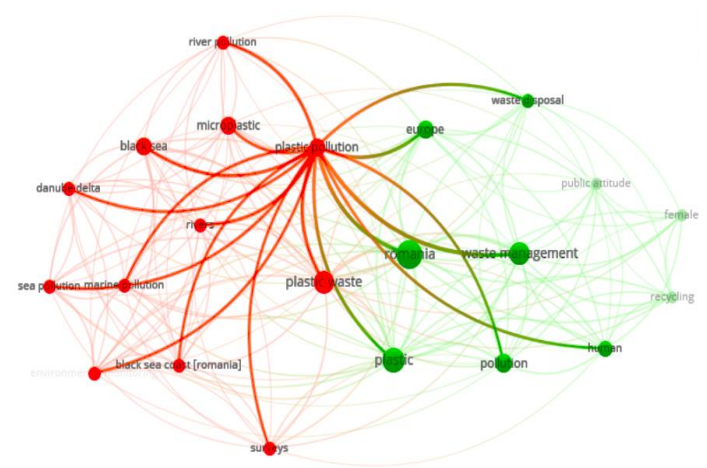 river pollution
waste disposal
microplastic
europe
black sea
plastic pollution
public attitude
danube delta
female
rivers
romania
waste management
sea pollution
marine pollution
plastic waste
recycling
human
black sea coast [romania]
plastic
pollution
surveys